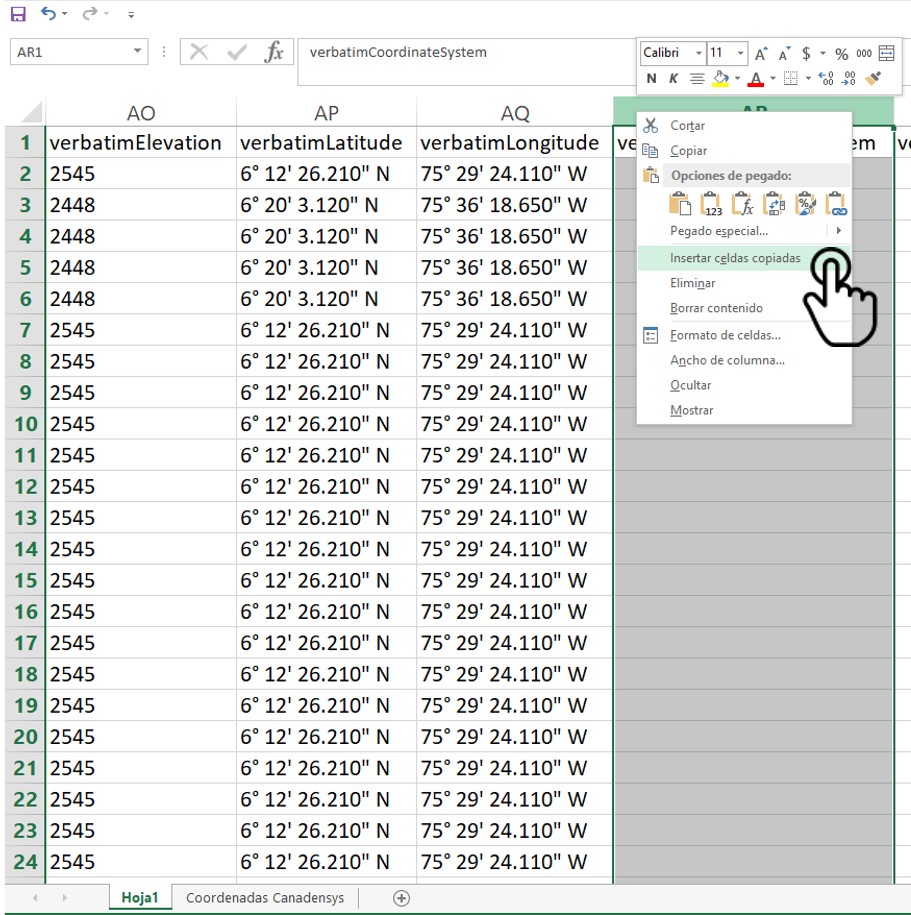 AR1 fx verbatimCoordinateSystem
Calibri 11 A A $ % 000
N K A
AO AP AQ AR
1 verbatimElevation verbatimLatitude verbatimLongitude ve em v
2 2545 6° 12' 26.210" N 75° 29' 24.110" W
3 2448 6° 20' 3.120" N 75° 36' 18.650" W
4 2448 6° 20' 3.120" N 75° 36' 18.650" W
5 2448 6° 20' 3.120" N 75° 36' 18.650" W
6 2448 6° 20' 3.120" N 75° 36' 18.650" W
7 2545 6° 12' 26.210" N 75° 29' 24.110" W
8 2545 6° 12' 26.210" N 75° 29' 24.110" W
9 2545 6° 12' 26.210" N 75° 29' 24.110" W
10 2545 6° 12' 26.210" N 75° 29' 24.110" W
11 2545 6° 12' 26.210" N 75° 29' 24.110" W
12 2545 6° 12' 26.210" N 75° 29' 24.110" W
13 2545 6° 12' 26.210" N 75° 29' 24.110" W
14 2545 6° 12' 26.210" N 75° 29' 24.110" W
15 2545 6° 12' 26.210" N 75° 29' 24.110" W
16 2545 6° 12' 26.210" N 75° 29' 24.110" W
17 2545 6° 12' 26.210" N 75° 29' 24.110" W
18 2545 6° 12' 26.210" N 75° 29' 24.110" W
19 2545 6° 12' 26.210" N 75° 29' 24.110" W
20 2545 6° 12' 26.210" N 75° 29' 24.110" W
21 2545 6° 12' 26.210" N 75° 29' 24.110" W
22 2545 6° 12' 26.210" N 75° 29' 24.110" W
23 2545 6° 12' 26.210" N 75° 29' 24.110" W
24 2545 6° 12' 26.210" N 75° 29' 24.110" W
Cortar
Copiar
Opciones de pegado:
123 fx %
Pegado especial...
Insertar celdas copiadas
Eliminar
Borrar contenido
Formato de celdas...
Ancho de columna...
Ocultar
Mostrar
Hoja1 Coordenadas Canadensys